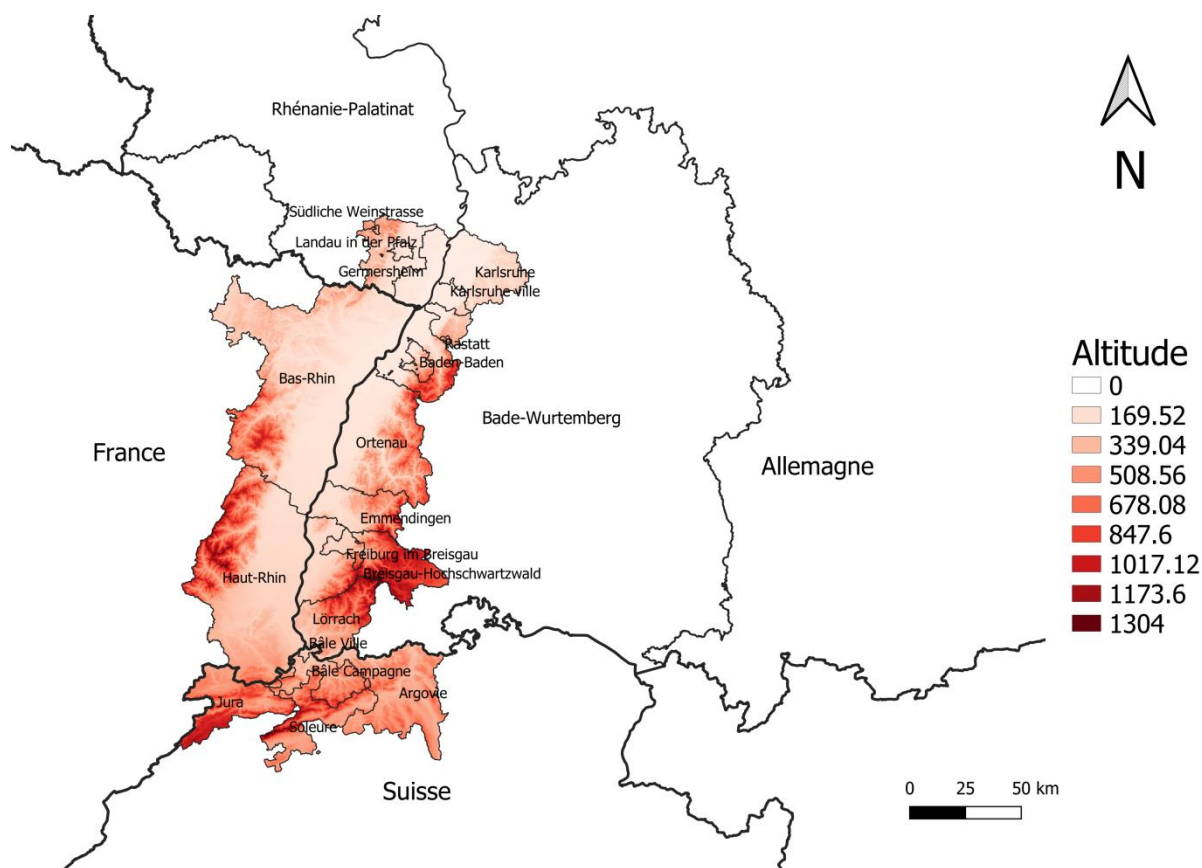 Rhénanie-Palatinat
N
Südliche Weinstrasse
Landau in der Pfalz
Germersheim
Karlsruhe
Karlsruhe ville
Rastatt
Baden-Baden
Bas-Rhin
Bade-Wurtemberg
Ortenau
France
Allemagne
Emmendingen
Freiburg im Breisgau
Breisgau-Hochschwartzwald
Haut-Rhin
Lörrach
Bâle Ville
Bâle Campagne
Argovie
Jura
Soleure
Suisse
Altitude
0
169.52
339.04
508.56
678.08
847.6
1017.12
1173.6
1304
0 25 50 km